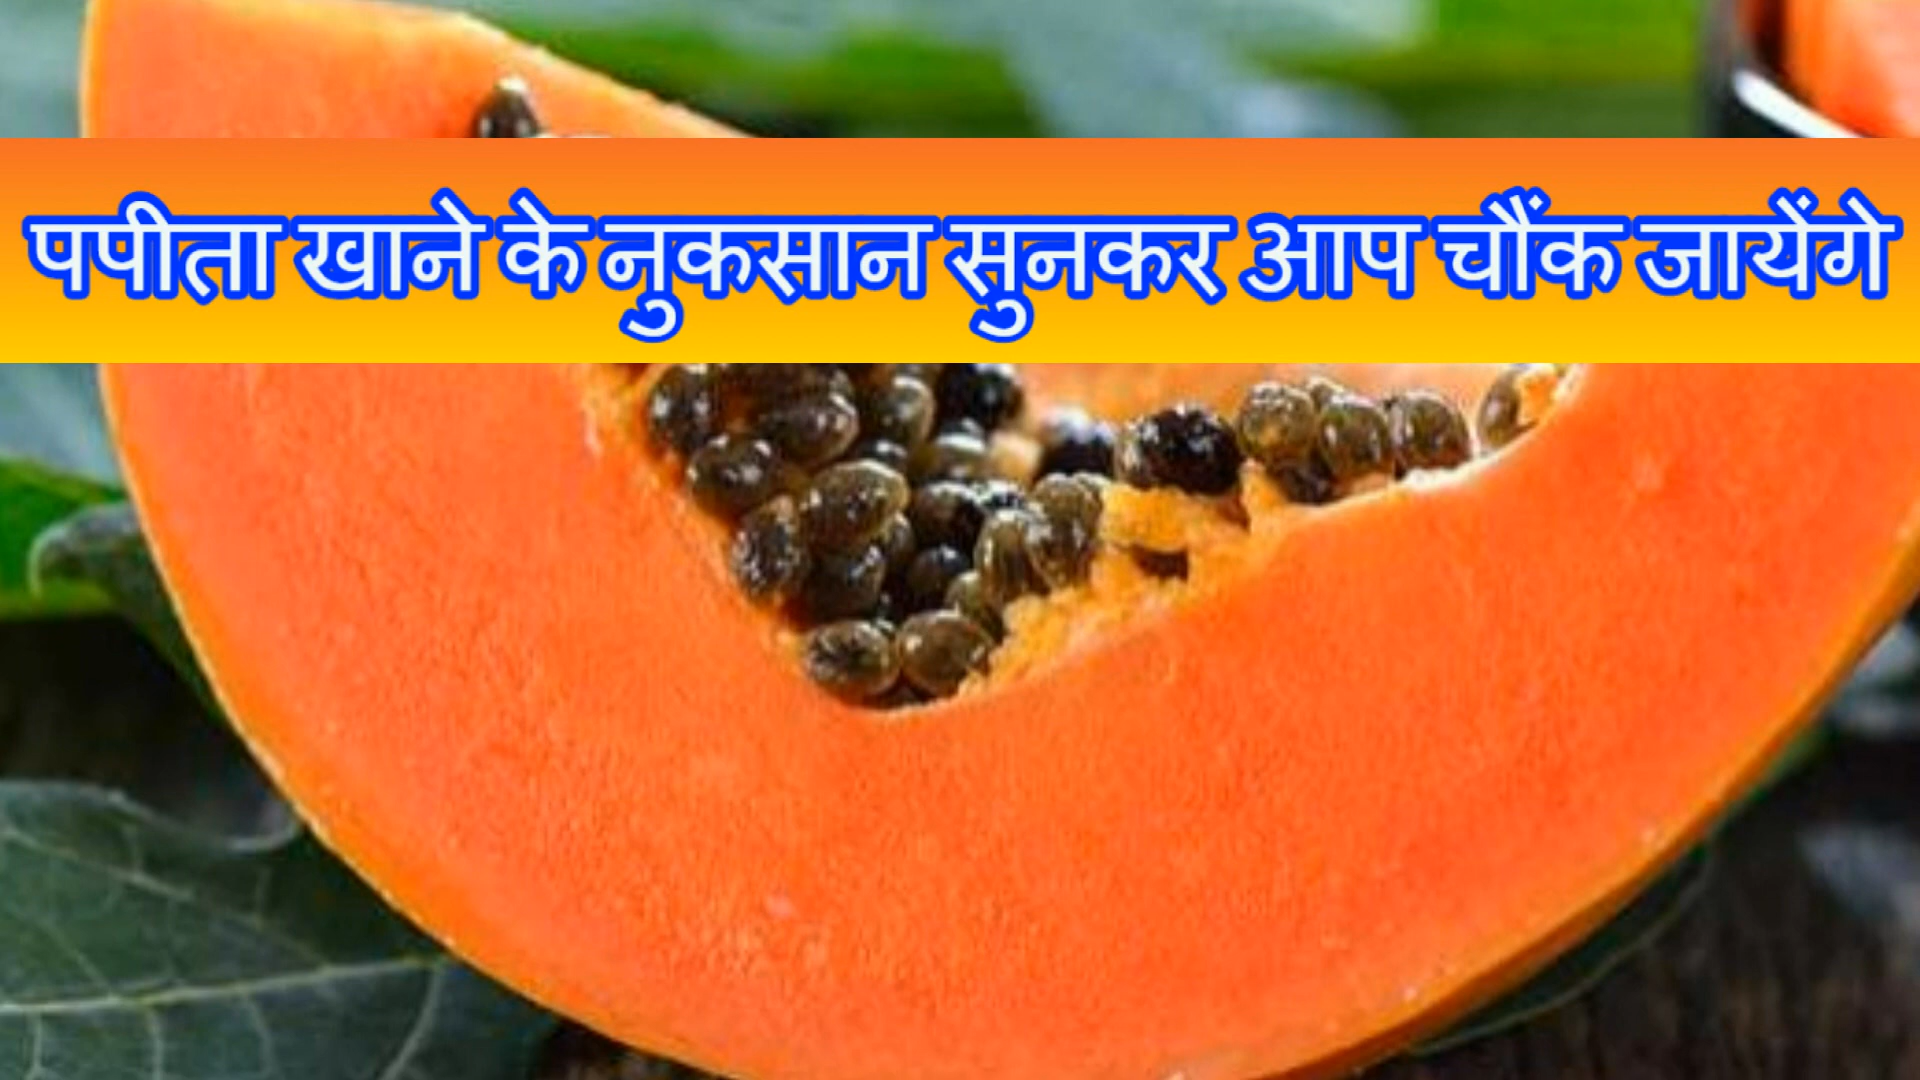 पपीता खाने के नुकसान सुनकर आप चौंक जायेंगे